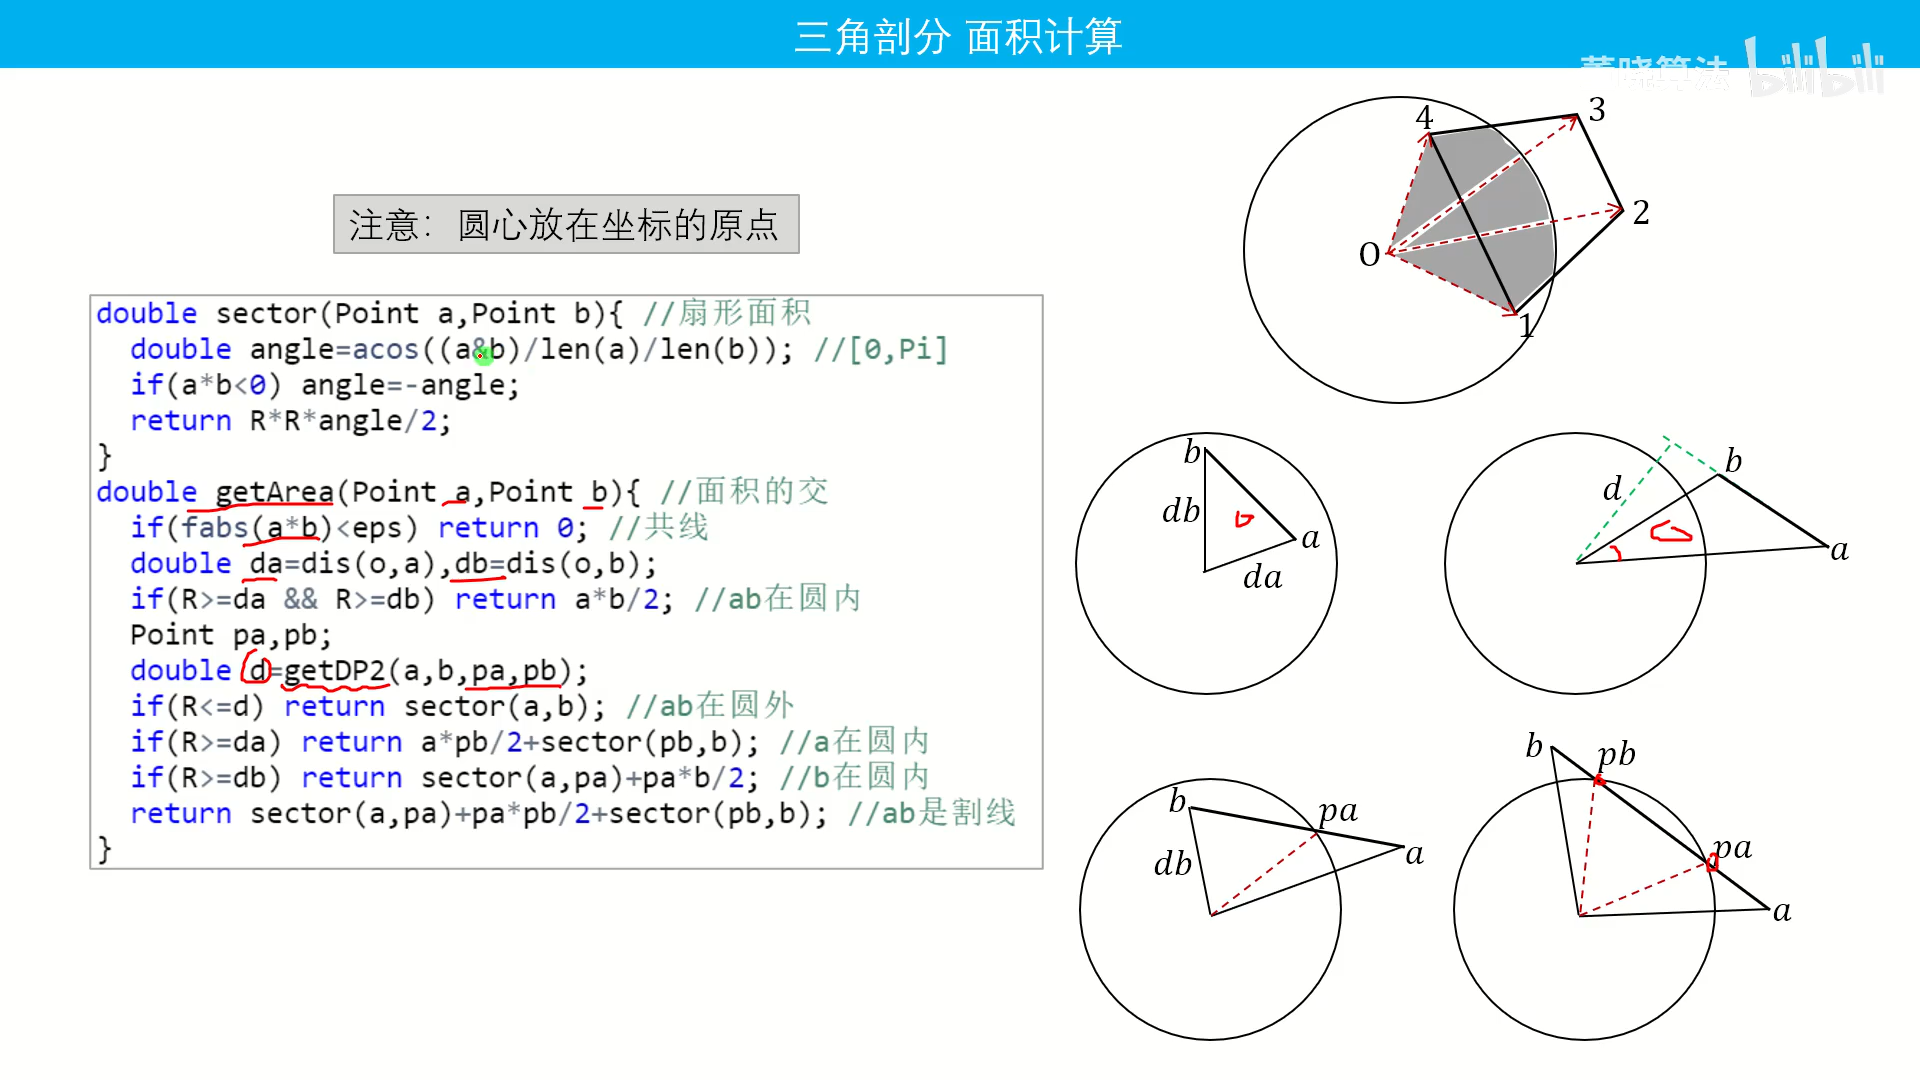 三角剖分 面积计算
董晓算法 bilibili
注意：圆心放在坐标的原点
double sector(Point a,Point b){ //扇形面积
double angle=acos((a&b)/len(a)/len(b)); //[0,Pi]
if(a*b<0) angle=-angle;
return R*R*angle/2;
}
double getArea(Point a,Point b){ //面积的交
if(fabs(a*b)<eps) return 0; //共线
double da=dis(o,a),db=dis(o,b);
if(R>=da && R>=db) return a*b/2; //ab在圆内
Point pa,pb;
double d=getDP2(a,b,pa,pb);
if(R<=d) return sector(a,b); //ab在圆外
if(R>=da) return a*pb/2+sector(pb,b); //a在圆内
if(R>=db) return sector(a,pa)+pa*b/2; //b在圆内
return sector(a,pa)+pa*pb/2+sector(pb,b); //ab是割线
}
4
3
2
O
1
b
db
a
da
b
d
a
b
pa
db
a
b
pb
pa
a